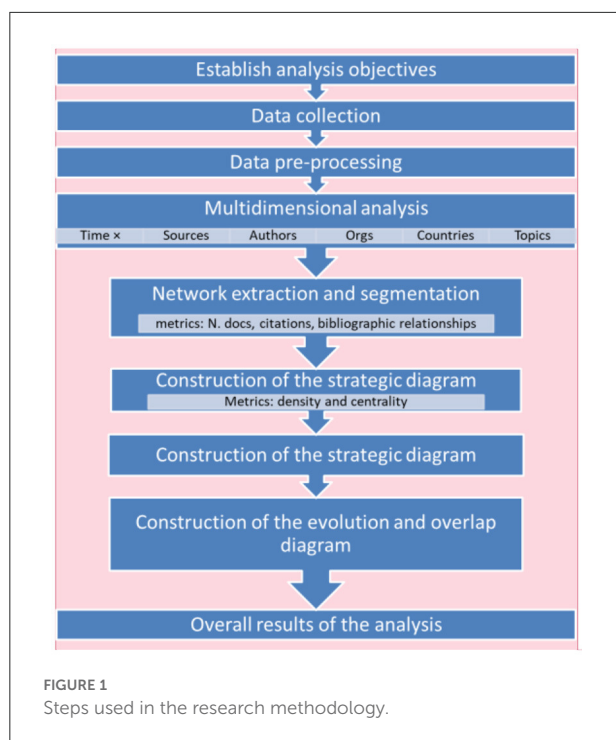 Establish analysis objectives
Data collection
Data pre-processing
Multidimensional analysis
Time × Sources Authors Orgs Countries Topics
Network extraction and segmentation
metrics: N. docs, citations, bibliographic relationships
Construction of the strategic diagram
Metrics: density and centrality
Construction of the strategic diagram
Construction of the evolution and overlap
diagram
Overall results of the analysis
FIGURE 1
Steps used in the research methodology.